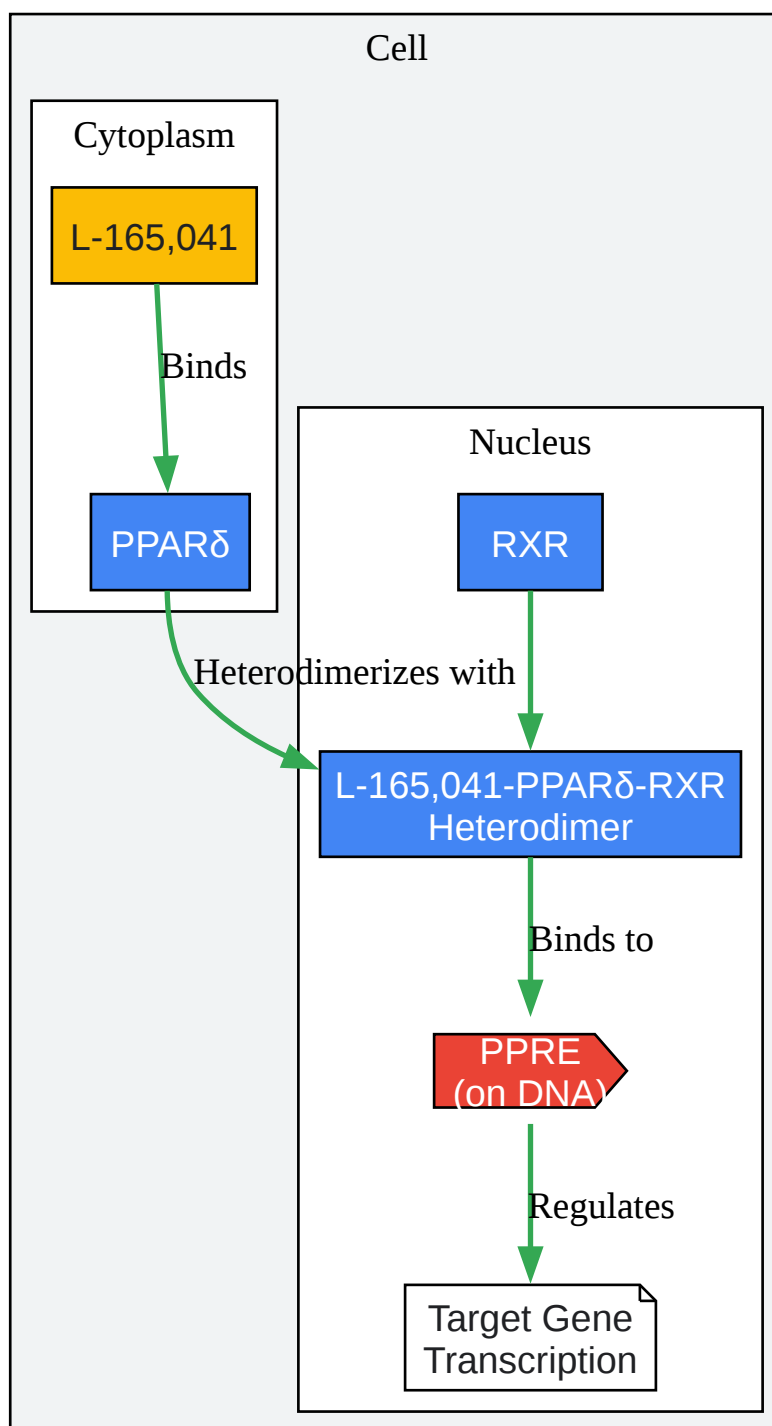 Cell
Cytoplasm
L-165,041
Binds
PPARδ
Nucleus
RXR
Heterodimerizes with
L-165,041-PPARδ-RXR
Heterodimer
Binds to
PPRE
(on DNA)
Regulates
Target Gene
Transcription